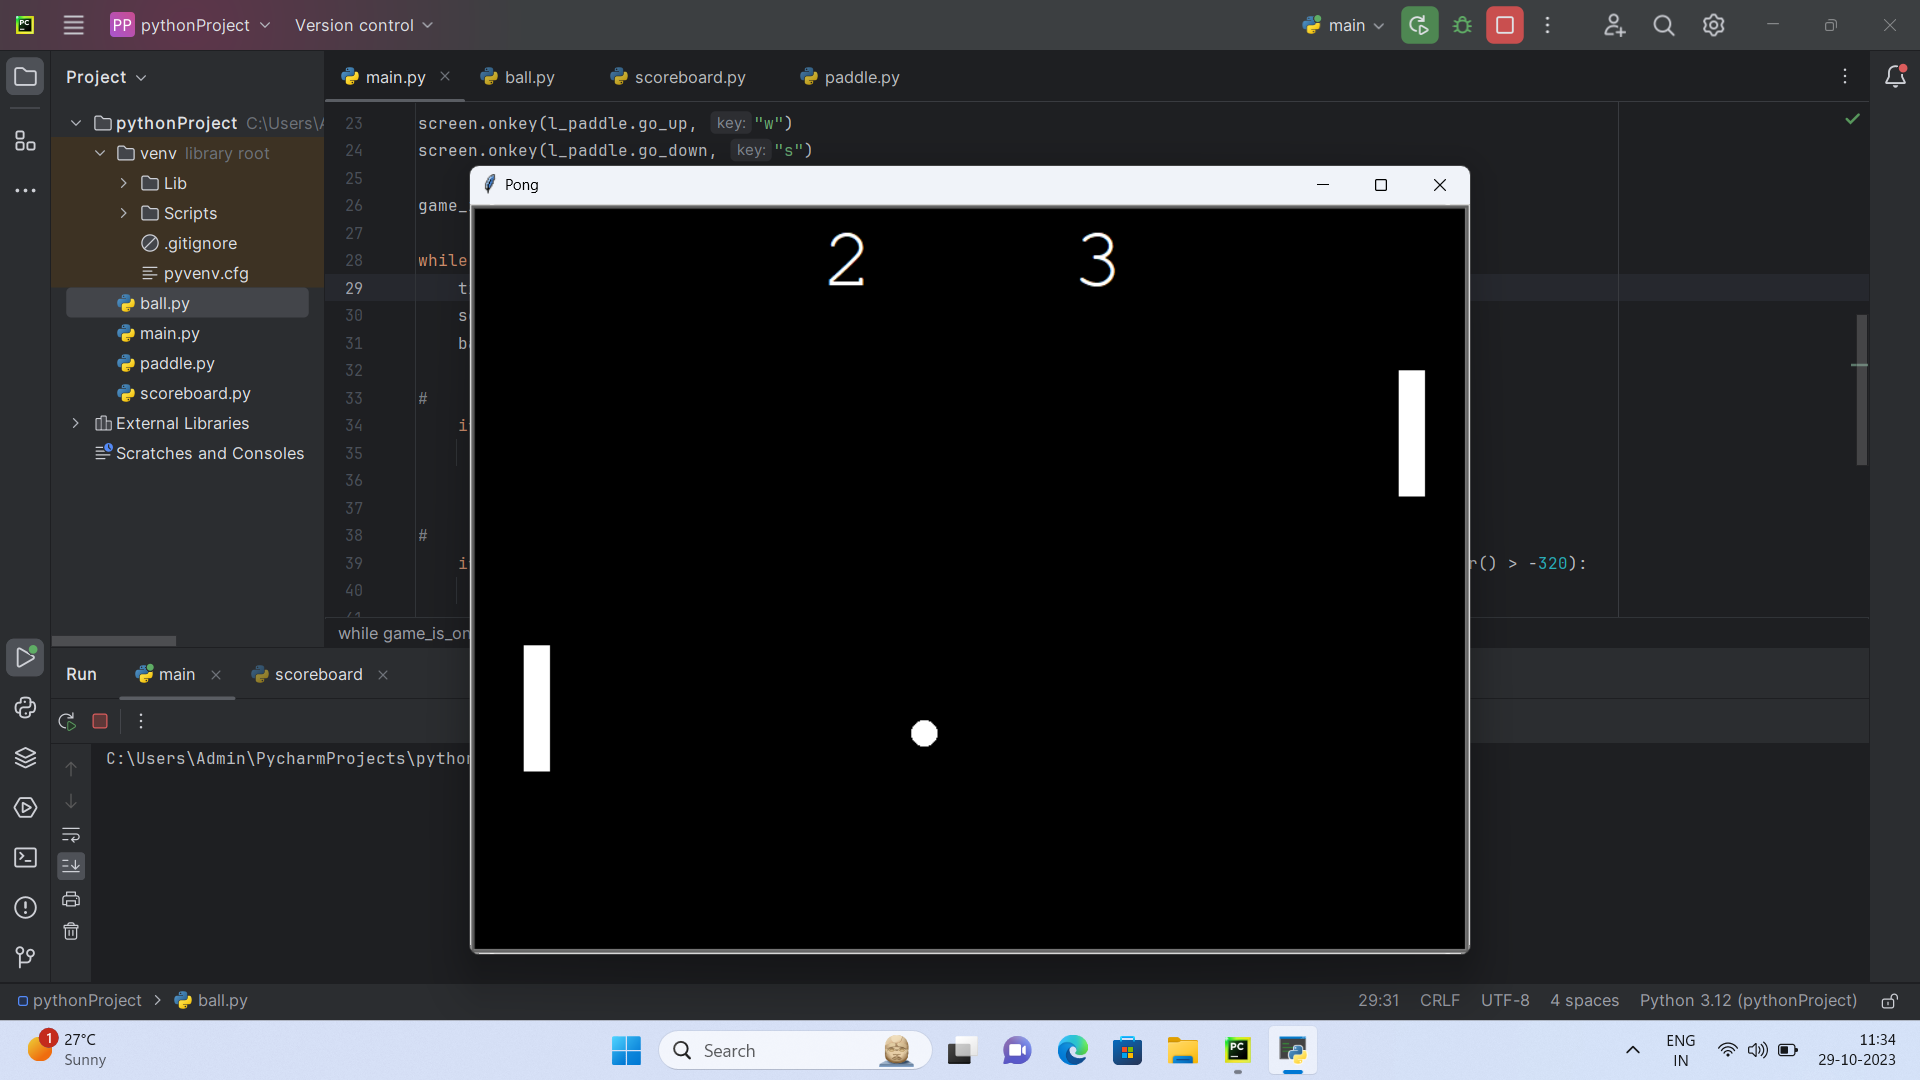 PC
PP pythonProject
Version control
main
Project
main.py
ball.py
scoreboard.py
paddle.py
pythonProject C:\Users\A
venv library root
Lib
Scripts
.gitignore
pyvenv.cfg
ball.py
main.py
paddle.py
scoreboard.py
External Libraries
Scratches and Consoles
23 screen.onkey(l_paddle.go_up, key: "w")
24 screen.onkey(l_paddle.go_down, key: "s")
25
26 game_
27
28 while
29 t
30 s
31 b
32
33 #
34 i
35
36
37
38 #
39 i r() > -320):
40
41
while game_is_on
Pong
2 3
Run
main
scoreboard
C:\Users\Admin\PycharmProjects\python
pythonProject > ball.py
29:31 CRLF UTF-8 4 spaces Python 3.12 (pythonProject)
1
27°C
Sunny
Search
PC
ENG
IN
11:34
29-10-2023